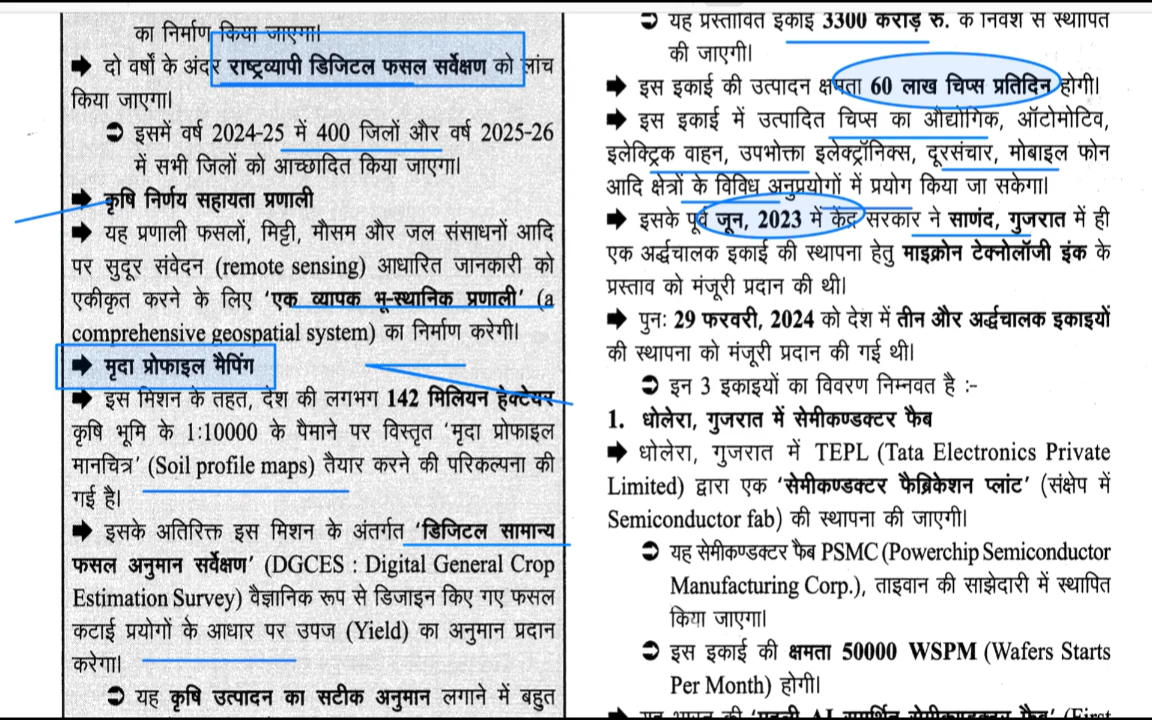 का निर्माण किया जाएगा।
➡ दो वर्षों के अंदर राष्ट्रव्यापी डिजिटल फसल सर्वेक्षण को लांच
किया जाएगा।
➲ इसमें वर्ष 2024-25 में 400 जिलों और वर्ष 2025-26
में सभी जिलों को आच्छादित किया जाएगा।
➡ कृषि निर्णय सहायता प्रणाली
➡ यह प्रणाली फसलों, मिट्टी, मौसम और जल संसाधनों आदि
पर सुदूर संवेदन (remote sensing) आधारित जानकारी को
एकीकृत करने के लिए ‘एक व्यापक भू-स्थानिक प्रणाली’ (a
comprehensive geospatial system) का निर्माण करेगी।
➡ मृदा प्रोफाइल मैपिंग
➡ इस मिशन के तहत, देश की लगभग 142 मिलियन हेक्टेयर
कृषि भूमि के 1:10000 के पैमाने पर विस्तृत ‘मृदा प्रोफाइल
मानचित्र’ (Soil profile maps) तैयार करने की परिकल्पना की
गई है।
➡ इसके अतिरिक्त इस मिशन के अंतर्गत ‘डिजिटल सामान्य
फसल अनुमान सर्वेक्षण’ (DGCES : Digital General Crop
Estimation Survey) वैज्ञानिक रूप से डिजाइन किए गए फसल
कटाई प्रयोगों के आधार पर उपज (Yield) का अनुमान प्रदान
करेगा।
➲ यह कृषि उत्पादन का सटीक अनुमान लगाने में बहुत
➲ यह प्रस्तावित इकाई 3300 करोड़ रु. के निवेश से स्थापित
की जाएगी।
➡ इस इकाई की उत्पादन क्षमता 60 लाख चिप्स प्रतिदिन होगी।
➡ इस इकाई में उत्पादित चिप्स का औद्योगिक, ऑटोमोटिव,
इलेक्ट्रिक वाहन, उपभोक्ता इलेक्ट्रॉनिक्स, दूरसंचार, मोबाइल फोन
आदि क्षेत्रों के विविध अनुप्रयोगों में प्रयोग किया जा सकेगा।
➡ इसके पूर्व जून, 2023 में केंद्र सरकार ने साणंद, गुजरात में ही
एक अर्द्धचालक इकाई की स्थापना हेतु माइक्रोन टेक्नोलॉजी इंक के
प्रस्ताव को मंजूरी प्रदान की थी।
➡ पुनः 29 फरवरी, 2024 को देश में तीन और अर्द्धचालक इकाइयों
की स्थापना को मंजूरी प्रदान की गई थी।
➲ इन 3 इकाइयों का विवरण निम्नवत है :-
1. धोलेरा, गुजरात में सेमीकण्डक्टर फैब
➡ धोलेरा, गुजरात में TEPL (Tata Electronics Private
Limited) द्वारा एक ‘सेमीकण्डक्टर फैब्रिकेशन प्लांट’ (संक्षेप में
Semiconductor fab) की स्थापना की जाएगी।
➲ यह सेमीकण्डक्टर फैब PSMC (Powerchip Semiconductor
Manufacturing Corp.), ताइवान की साझेदारी में स्थापित
किया जाएगा।
➲ इस इकाई की क्षमता 50000 WSPM (Wafers Starts
Per Month) होगी।
➡ यह भारत की ‘पहली AI समर्थित सेमीकण्डक्टर फैब’ (First